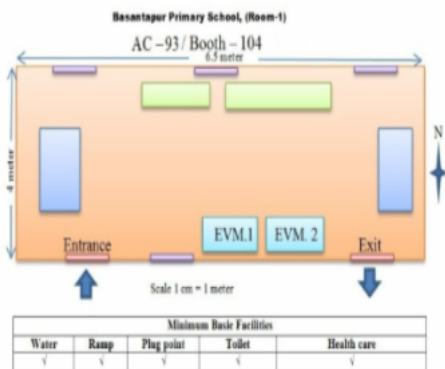 Basantapur Primary School, (Room-1)
AC –93/ Booth – 104
6.5 meter
N
4 meter
EVM.1 EVM. 2
Entrance Exit
Scale 1 cm = 1 meter
Minimum Basic Facilities
Water Ramp Plug point Toilet Health care
√ √ √ √ √